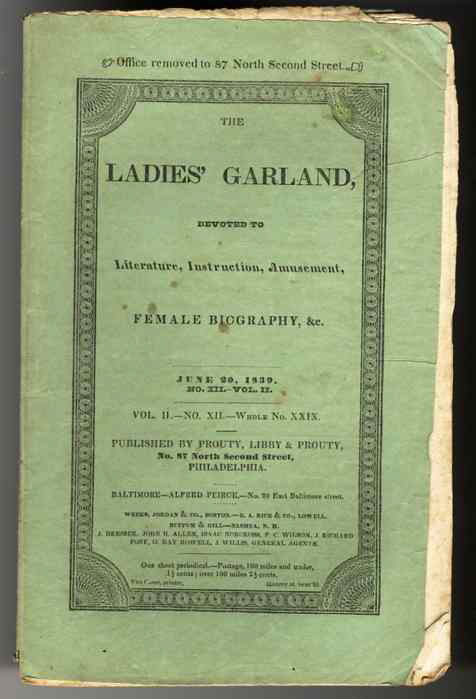 Office removed to 87 North Second Street.
THE
LADIES' GARLAND,
DEVOTED TO
Literature, Instruction, Amusement,
FEMALE BIOGRAPHY, &c.
JUNE 20, 1839.
NO. XII.—VOL. II.
VOL. II.—NO. XII.—WHOLE No. XXIX.
PUBLISHED BY PROUTY, LIBBY & PROUTY,
No. 87 North Second Street,
PHILADELPHIA.
BALTIMORE—ALFRED PEIRCE,—No. East Baltimore street.
WEEKS, JORDAN & CO., BOSTON.— A. RICE & CO., LOWELL.
& GILL—NASHUA, N. H.
J. JOHN H. ALLEN, ISAAC F. C. WILSON, J RICHARD
POST, G. RAY HOWELL, J. WILLIS, GENERAL AGENTS.
One sheet periodical.—Postage, 100 miles and under,
1½ cents; over 100 miles 2½ cents.
printer,